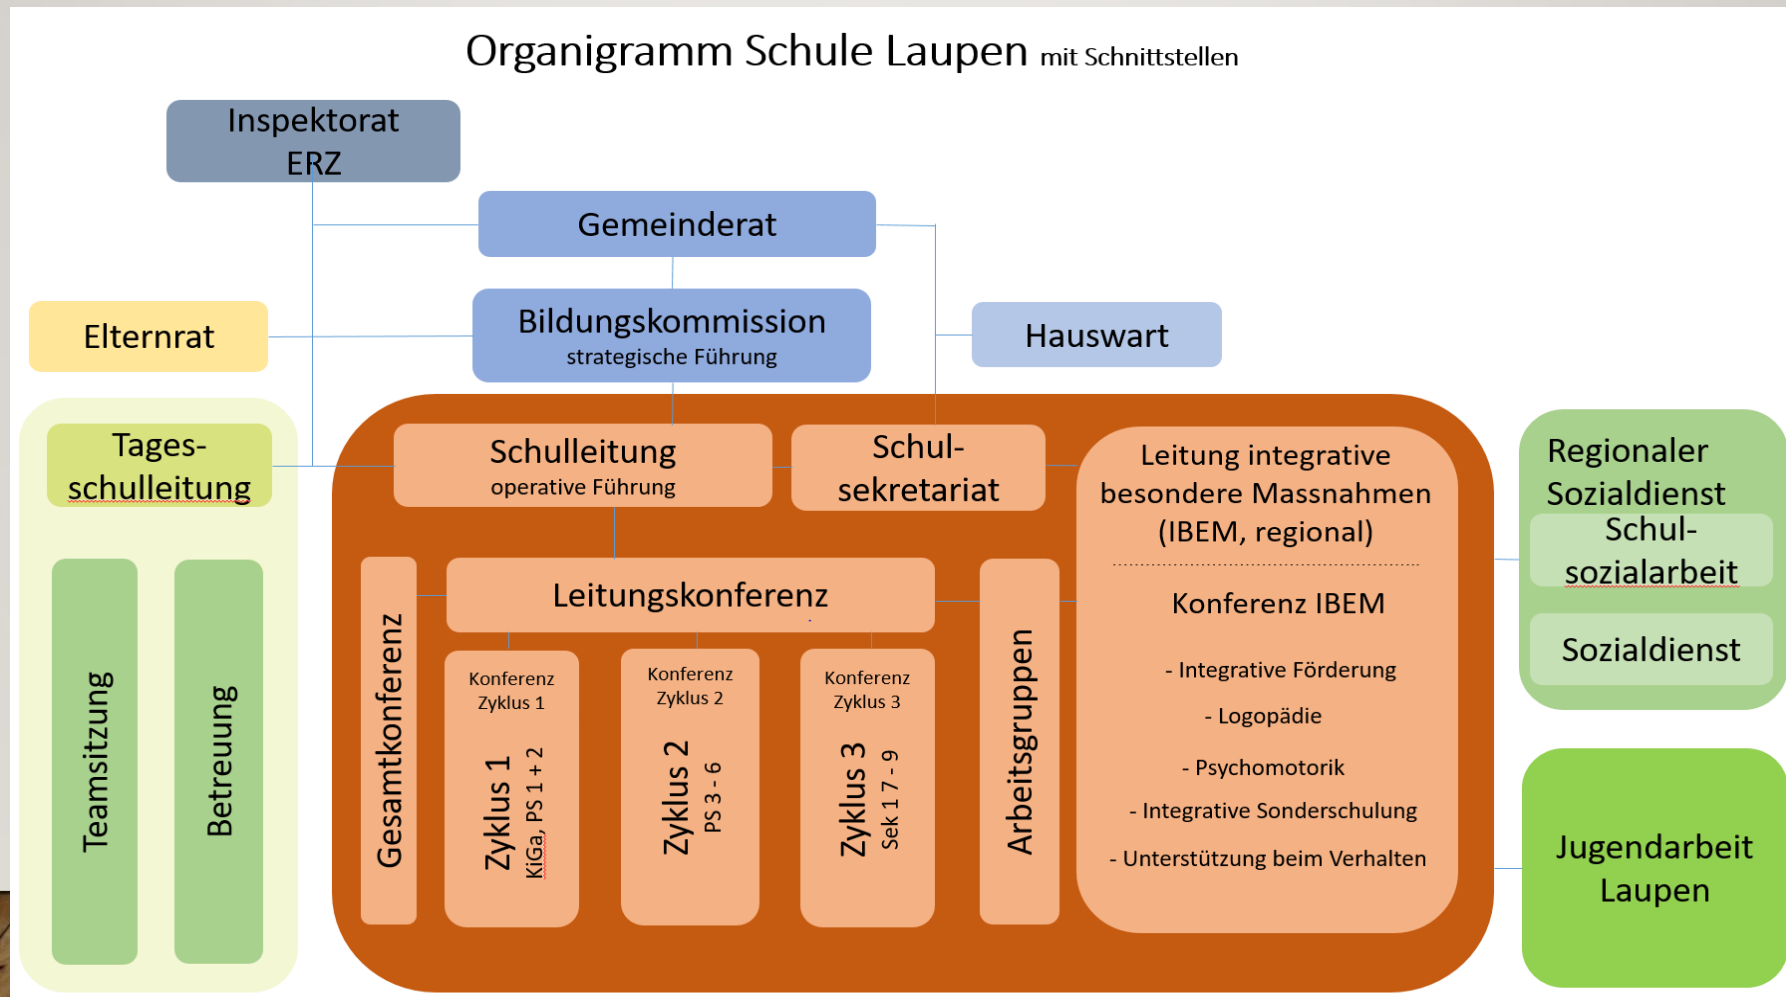 Organigramm Schule Laupen mit Schnittstellen
Inspektorat
ERZ
Gemeinderat
Elternrat
Bildungskommission
strategische Führung
Hauswart
Tages-
schulleitung
Teamsitzung
Betreuung
Schulleitung
operative Führung
Schul-
sekretariat
Gesamtkonferenz
Leitungskonferenz
Konferenz
Zyklus 1
Zyklus 1
KiGa, PS 1 + 2
Konferenz
Zyklus 2
Zyklus 2
PS 3 - 6
Konferenz
Zyklus 3
Zyklus 3
Sek 1 7 - 9
Arbeitsgruppen
Leitung integrative
besondere Massnahmen
(IBEM, regional)
Konferenz IBEM
- Integrative Förderung
- Logopädie
- Psychomotorik
- Integrative Sonderschulung
- Unterstützung beim Verhalten
Regionaler
Sozialdienst
Schul-
sozialarbeit
Sozialdienst
Jugendarbeit
Laupen